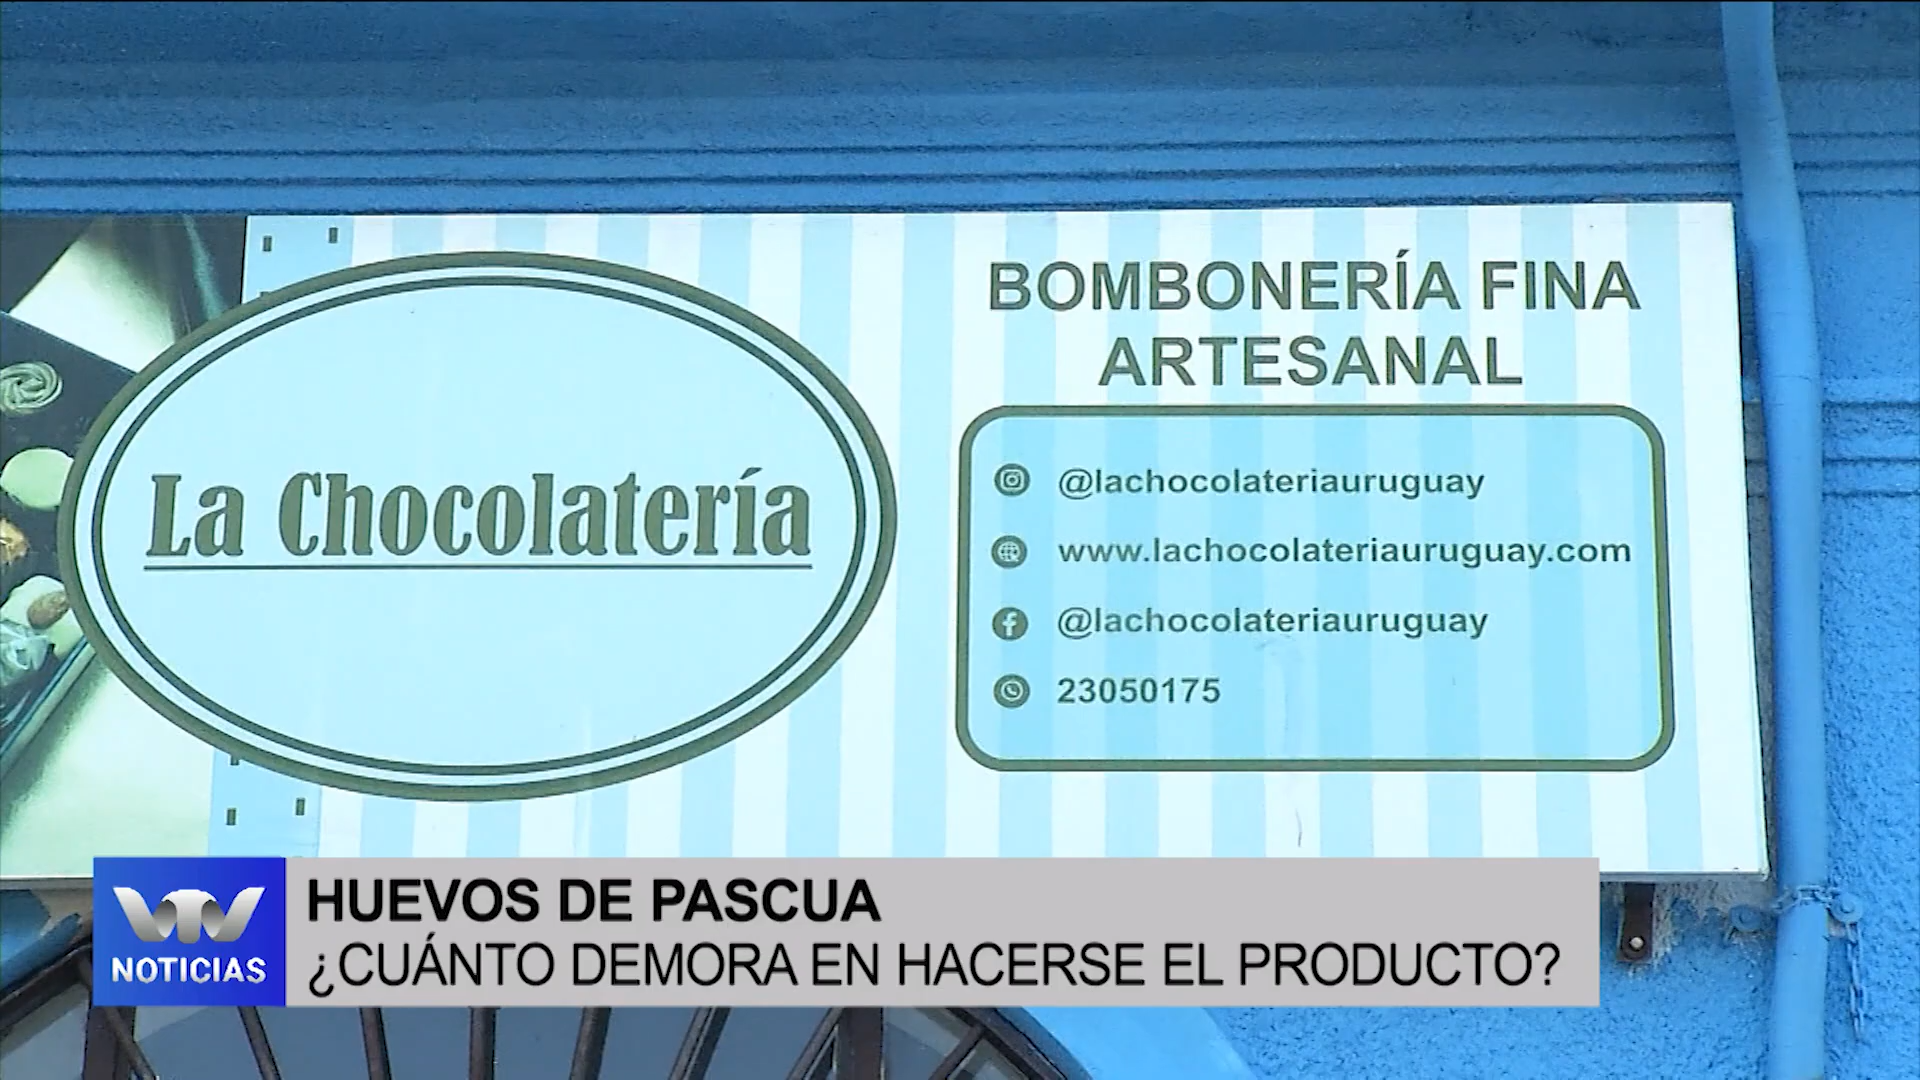 La Chocolatería
BOMBONERÍA FINA
ARTESANAL
@lachocolateriauruguay
www.lachocolateriauruguay.com
@lachocolateriauruguay
23050175
VTV
NOTICIAS
HUEVOS DE PASCUA
¿CUÁNTO DEMORA EN HACERSE EL PRODUCTO?